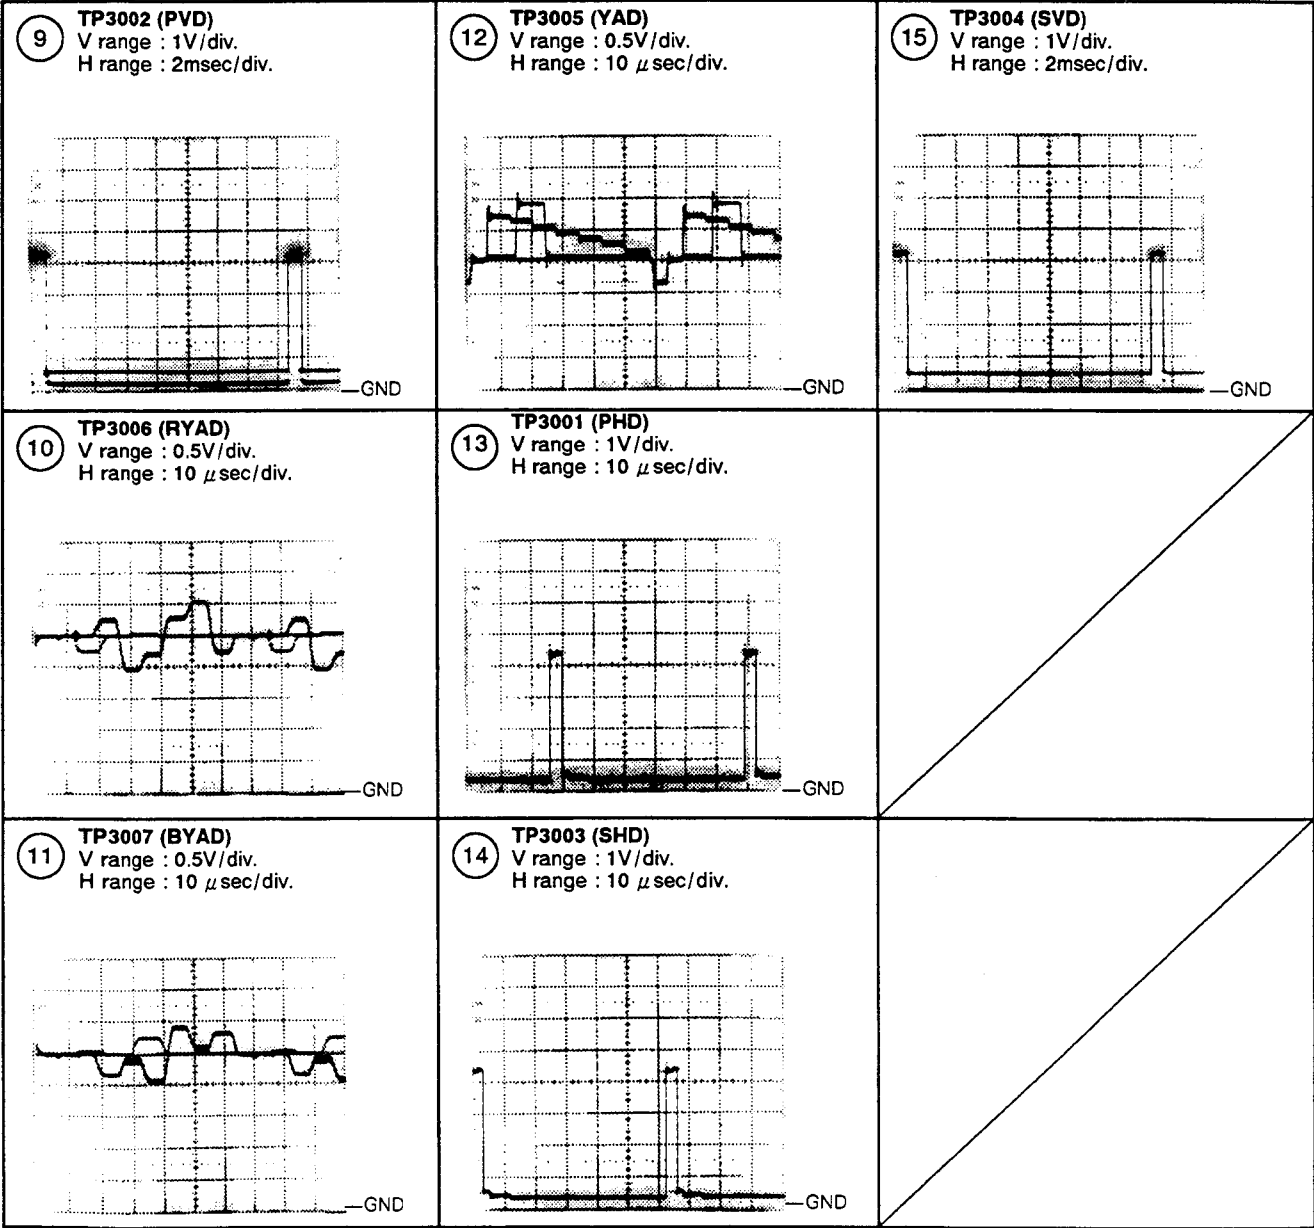 9
TP3002 (PVD)
V range : 1V/div.
H range : 2msec/div.
GND
12
TP3005 (YAD)
V range : 0.5V/div.
H range : 10 μsec/div.
GND
15
TP3004 (SVD)
V range : 1V/div.
H range : 2msec/div.
GND
10
TP3006 (RYAD)
V range : 0.5V/div.
H range : 10 μsec/div.
GND
13
TP3001 (PHD)
V range : 1V/div.
H range : 10 μsec/div.
GND
11
TP3007 (BYAD)
V range : 0.5V/div.
H range : 10 μsec/div.
GND
14
TP3003 (SHD)
V range : 1V/div.
H range : 10 μsec/div.
GND